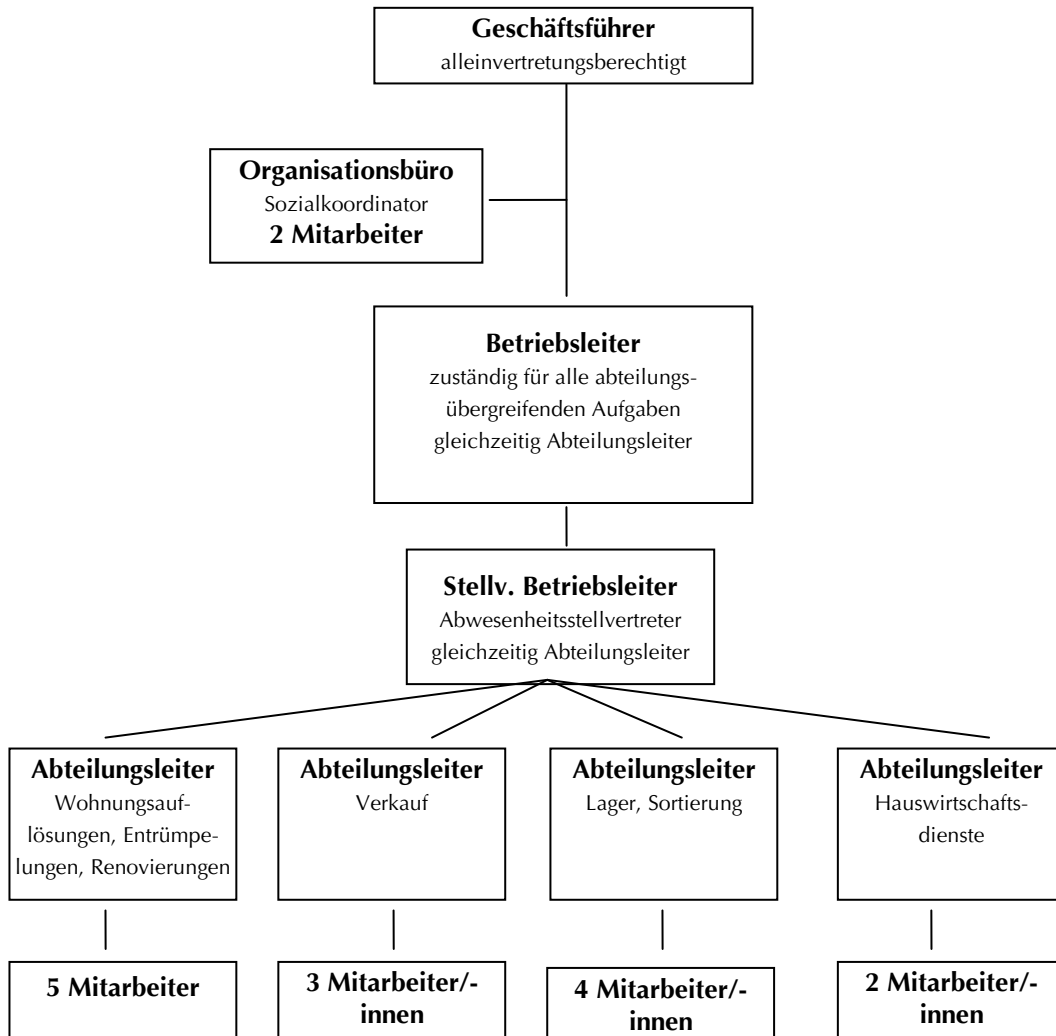 Geschäftsführer
alleinvertretungsberechtigt
Organisationsbüro
Sozialkoordinator
2 Mitarbeiter
Betriebsleiter
zuständig für alle abteilungs-
übergreifenden Aufgaben
gleichzeitig Abteilungsleiter
Stellv. Betriebsleiter
Abwesenheitsstellvertreter
gleichzeitig Abteilungsleiter
Abteilungsleiter
Wohnungsauf-
lösungen, Entrümpe-
lungen, Renovierungen
Abteilungsleiter
Verkauf
Abteilungsleiter
Lager, Sortierung
Abteilungsleiter
Hauswirtschafts-
dienste
5 Mitarbeiter
3 Mitarbeiter/-
innen
4 Mitarbeiter/-
innen
2 Mitarbeiter/-
innen